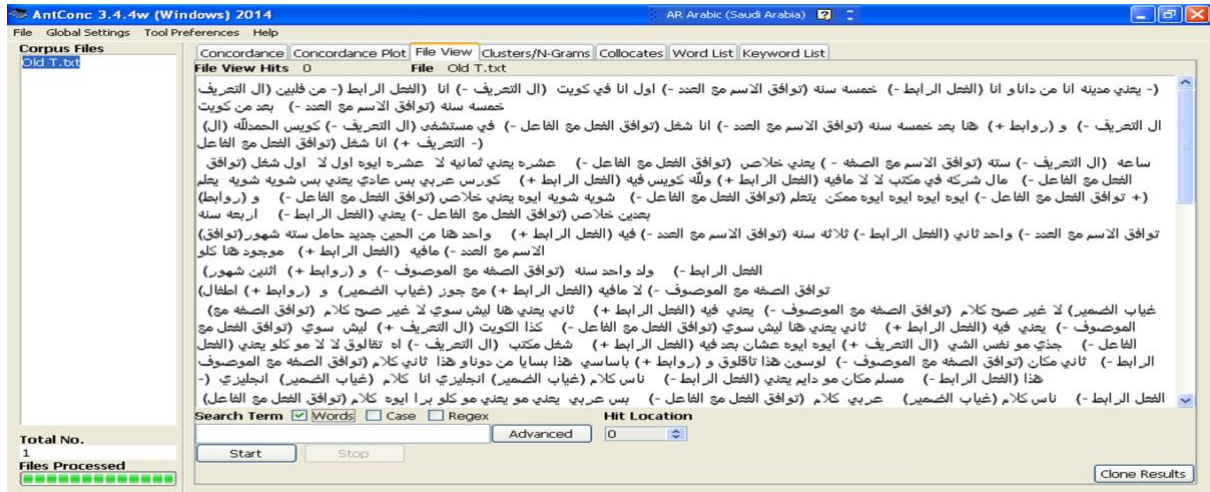 AntConc 3.4.4w (Windows) 2014
AR Arabic (Saudi Arabia)
File Global Settings Tool Preferences Help
Corpus Files
Old T.txt
Concordance Concordance Plot File View Clusters/N-Grams Collocates Word List Keyword List
File View Hits 0 File Old T.txt
(- يعني مدينه انا من داناو انا (الفعل الرابط -) خمسه سنه (توافق الاسم مع العدد -) اول انا في كويت (ال التعريف -) انا (الفعل الرابط (- من فلبين (ال التعريف
خمسه سنه (توافق الاسم مع العدد -) بعد من كويت
ال التعريف -) و (روابط +) هنا بعد خمسه سنه (توافق الاسم مع العدد -) انا شغل (توافق الفعل مع الفاعل -) في مستشفى (ال التعريف -) كويس الحمدلله (ال)
(- التعريف +) انا شغل (توافق الفعل مع الفاعل
ساعه (ال التعريف -) سته (توافق الاسم مع الصفه -) يعني خلاص (توافق الفعل مع الفاعل -) عشره يعني ثمانيه لا عشره ايوه اول لا اول شغل (توافق
الفعل مع الفاعل -) مال شركه في مكتب لا لا مافيه (الفعل الرابط +) ولله كويس فيه (الفعل الرابط +) كورس عربي بس عادي يعني بس شويه شويه يعلم
(+ توافق الفعل مع الفاعل -) ايوه ايوه ايوه ايوه ممكن يتعلم (توافق الفعل مع الفاعل -) شويه شويه ايوه يعني خلاص (توافق الفعل مع الفاعل -) و (روابط)
بعدين خلاص (توافق الفعل مع الفاعل -) يعني (الفعل الرابط -) اربعه سنه
توافق الاسم مع العدد -) واحد ثاني (الفعل الرابط -) ثلاثه سنه (توافق الاسم مع العدد -) فيه (الفعل الرابط +) واحد هنا من الحين جديد حامل سته شهور (توافق)
الاسم مع العدد -) مافيه (الفعل الرابط +) موجود هنا كلو
الفعل الرابط -) ولد واحد سنه (توافق الصفه مع الموصوف -) و (روابط +) اثنين شهور)
توافق الصفه مع الموصوف -) لا مافيه (الفعل الرابط +) مع جوز (غياب الضمير) و (روابط +) اطفال)
غياب الضمير) لا غير صح كلام (توافق الصفه مع الموصوف -) يعني فيه (الفعل الرابط +) ثاني يعني هنا ليش سوي لا غير صح كلام (توافق الصفه مع)
الموصوف -) يعني فيه (الفعل الرابط +) ثاني يعني هنا ليش سوي (توافق الفعل مع الفاعل -) كذا الكويت (ال التعريف +) ليش سوي (توافق الفعل مع
الفاعل -) جذي مو نفس الشي (ال التعريف +) ايوه ايوه عشان بعد فيه (الفعل الرابط +) شغل مكتب (ال التعريف -) اه تقالوق لا لا مو كلو يعني (الفعل
الرابط -) ثاني مكان (توافق الصفه مع الموصوف -) لوسون هذا تاقلوق و (روابط +) باساسي هذا بسايا من دوناو هذا ثاني كلام (توافق الصفه مع الموصوف
هذا (الفعل الرابط -) مسلم مكان مو دايم يعني (الفعل الرابط -) ناس كلام (غياب الضمير) انجليزي انا كلام (غياب الضمير) انجليزي (-
الفعل الرابط -) ناس كلام (غياب الضمير) عربي كلام (توافق الفعل مع الفاعل -) بس عربي يعني مو يعني مو كلو برا ايوه كلام (توافق الفعل مع الفاعل)
Search Term Words Case Regex Hit Location
Advanced 0
Total No.
1
Start Stop
Files Processed
Clone Results